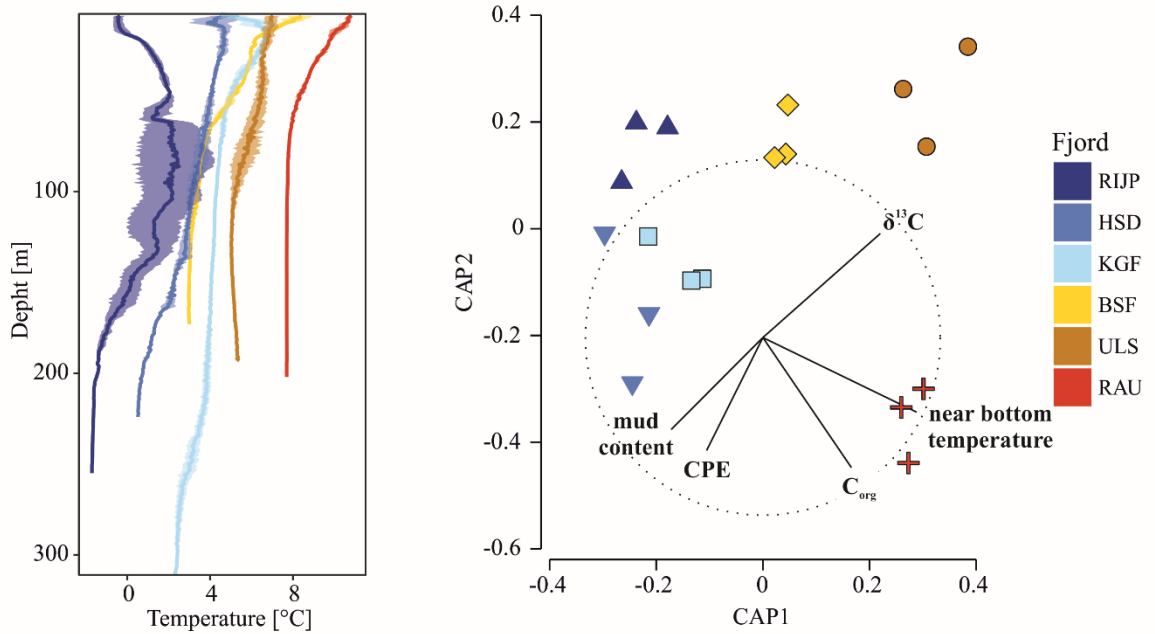 Depht [m]
100
200
300
0
4
8
Temperature [°C]
CAP2
0.4
0.2
0
-0.2
-0.4
-0.6
-0.4
-0.2
0
0.2
0.4
CAP1
δ¹³C
mud
content
CPE
C_org
near bottom
temperature
Fjord
RIJP
HSD
KGF
BSF
ULS
RAU